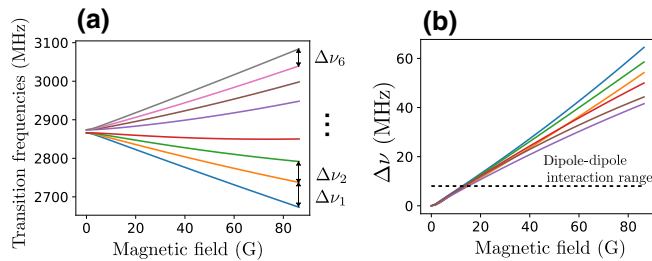 (a)
Transition frequencies (MHz)
3100
3000
2900
2800
2700
0
20
40
60
80
Magnetic field (G)
Δν6
⋮
Δν2
Δν1
(b)
Δν (MHz)
60
40
20
0
Dipole-dipole
interaction range
0
20
40
60
80
Magnetic field (G)